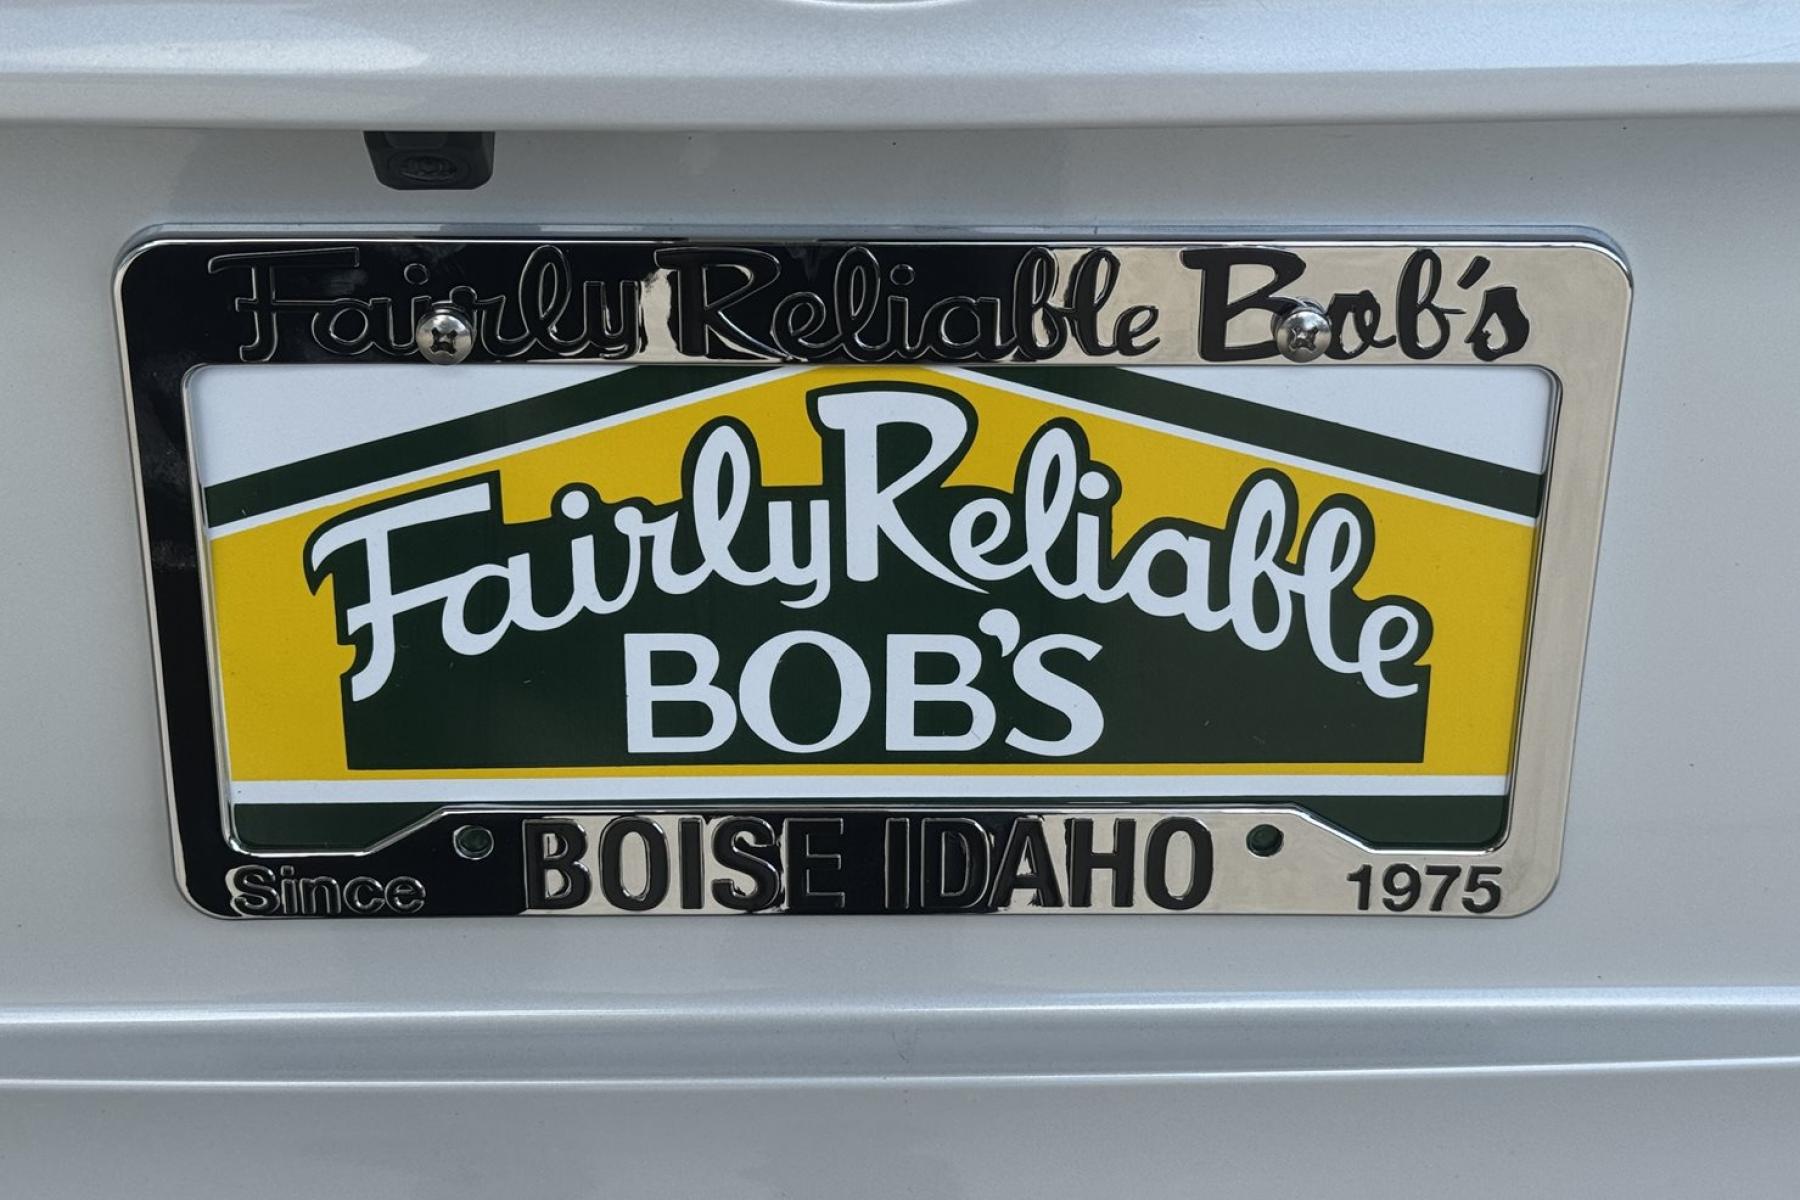 Fairly Reliable Bob's
Fairly Reliable
BOB'S
BOISE IDAHO
Since 1975